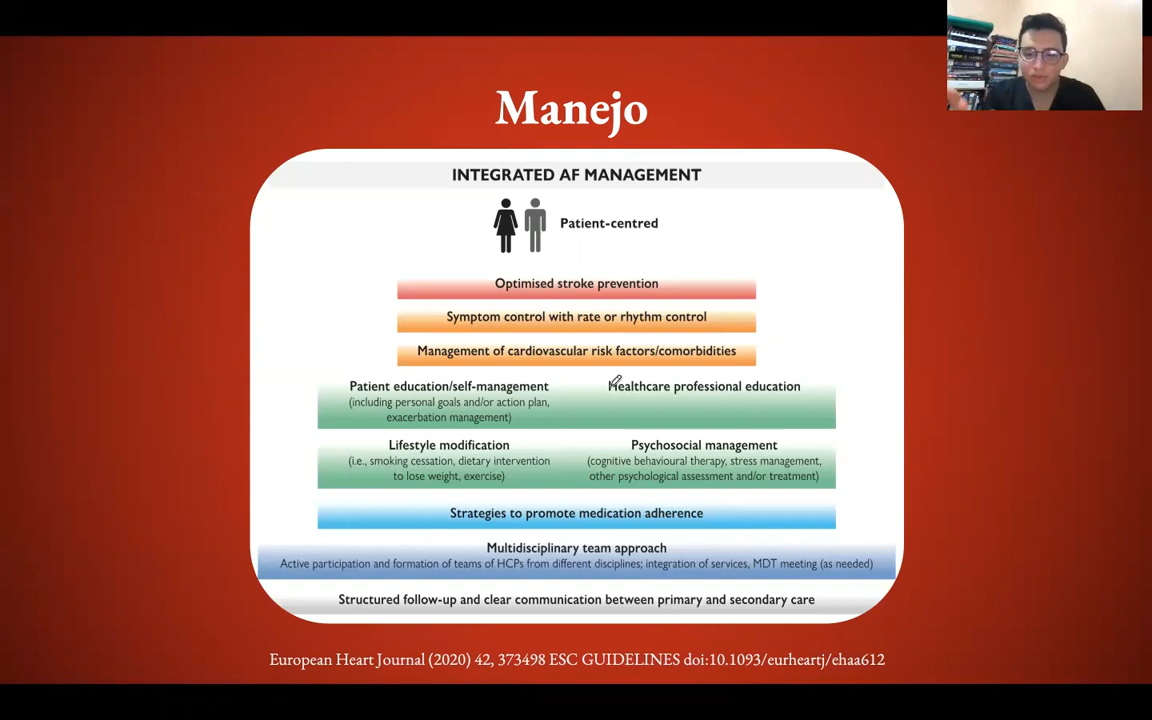 Manejo
INTEGRATED AF MANAGEMENT
Patient-centred
Optimised stroke prevention
Symptom control with rate or rhythm control
Management of cardiovascular risk factors/comorbidities
Patient education/self-management
(including personal goals and/or action plan,
exacerbation management)
Healthcare professional education
Lifestyle modification
(i.e., smoking cessation, dietary intervention
to lose weight, exercise)
Psychosocial management
(cognitive behavioural therapy, stress management,
other psychological assessment and/or treatment)
Strategies to promote medication adherence
Multidisciplinary team approach
Active participation and formation of teams of HCPs from different disciplines; integration of services, MDT meeting (as needed)
Structured follow-up and clear communication between primary and secondary care
European Heart Journal (2020) 42, 373498 ESC GUIDELINES doi:10.1093/eurheartj/ehaa612